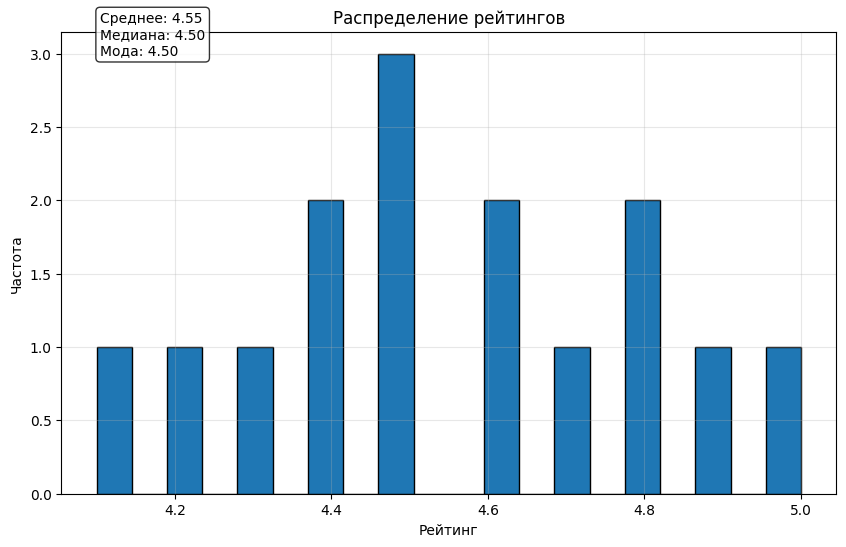 Распределение рейтингов
Среднее: 4.55
Медиана: 4.50
Мода: 4.50
Частота
3.0
2.5
2.0
1.5
1.0
0.5
0.0
4.2 4.4 4.6 4.8 5.0
Рейтинг